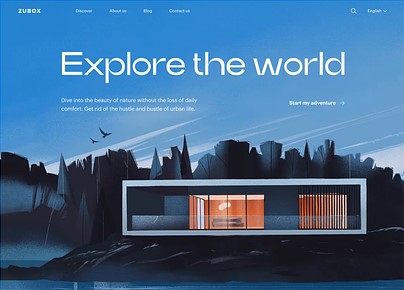 ZUBOX
Discover
About us
Blog
Contact us
English
Explore the world
Dive into the beauty of nature without the loss of daily
comfort. Get rid of the hustle and bustle of urban life.
Start my adventure